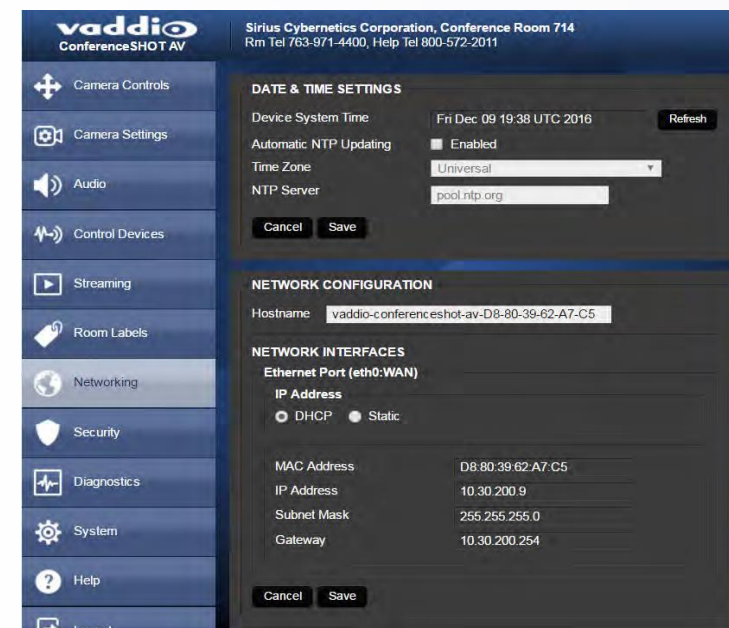 vaddio
ConferenceSHOT AV
Sirius Cybernetics Corporation, Conference Room 714
Rm Tel 763-971-4400, Help Tel 800-572-2011
Camera Controls
Camera Settings
Audio
Control Devices
Streaming
Room Labels
Networking
Security
Diagnostics
System
Help
DATE & TIME SETTINGS
Device System Time Fri Dec 09 19:38 UTC 2016 Refresh
Automatic NTP Updating Enabled
Time Zone Universal
NTP Server pool.ntp.org
Cancel Save
NETWORK CONFIGURATION
Hostname vaddio-conferenceshot-av-D8-80-39-62-A7-C5
NETWORK INTERFACES
Ethernet Port (eth0:WAN)
IP Address
DHCP Static
MAC Address D8:80:39:62:A7:C5
IP Address 10.30.200.9
Subnet Mask 255.255.255.0
Gateway 10.30.200.254
Cancel Save